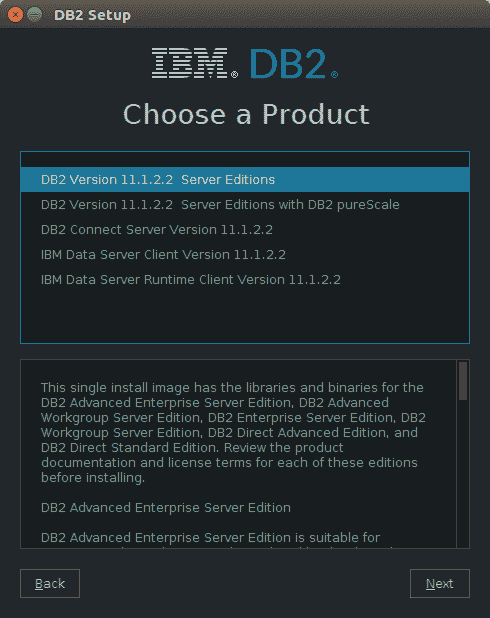 DB2 Setup
IBM® DB2®
Choose a Product
DB2 Version 11.1.2.2 Server Editions
DB2 Version 11.1.2.2 Server Editions with DB2 pureScale
DB2 Connect Server Version 11.1.2.2
IBM Data Server Client Version 11.1.2.2
IBM Data Server Runtime Client Version 11.1.2.2
This single install image has the libraries and binaries for the
DB2 Advanced Enterprise Server Edition, DB2 Advanced
Workgroup Server Edition, DB2 Enterprise Server Edition, DB2
Workgroup Server Edition, DB2 Direct Advanced Edition, and
DB2 Direct Standard Edition. Review the product
documentation and license terms for each of these editions
before installing.
DB2 Advanced Enterprise Server Edition
DB2 Advanced Enterprise Server Edition is suitable for
Back
Next